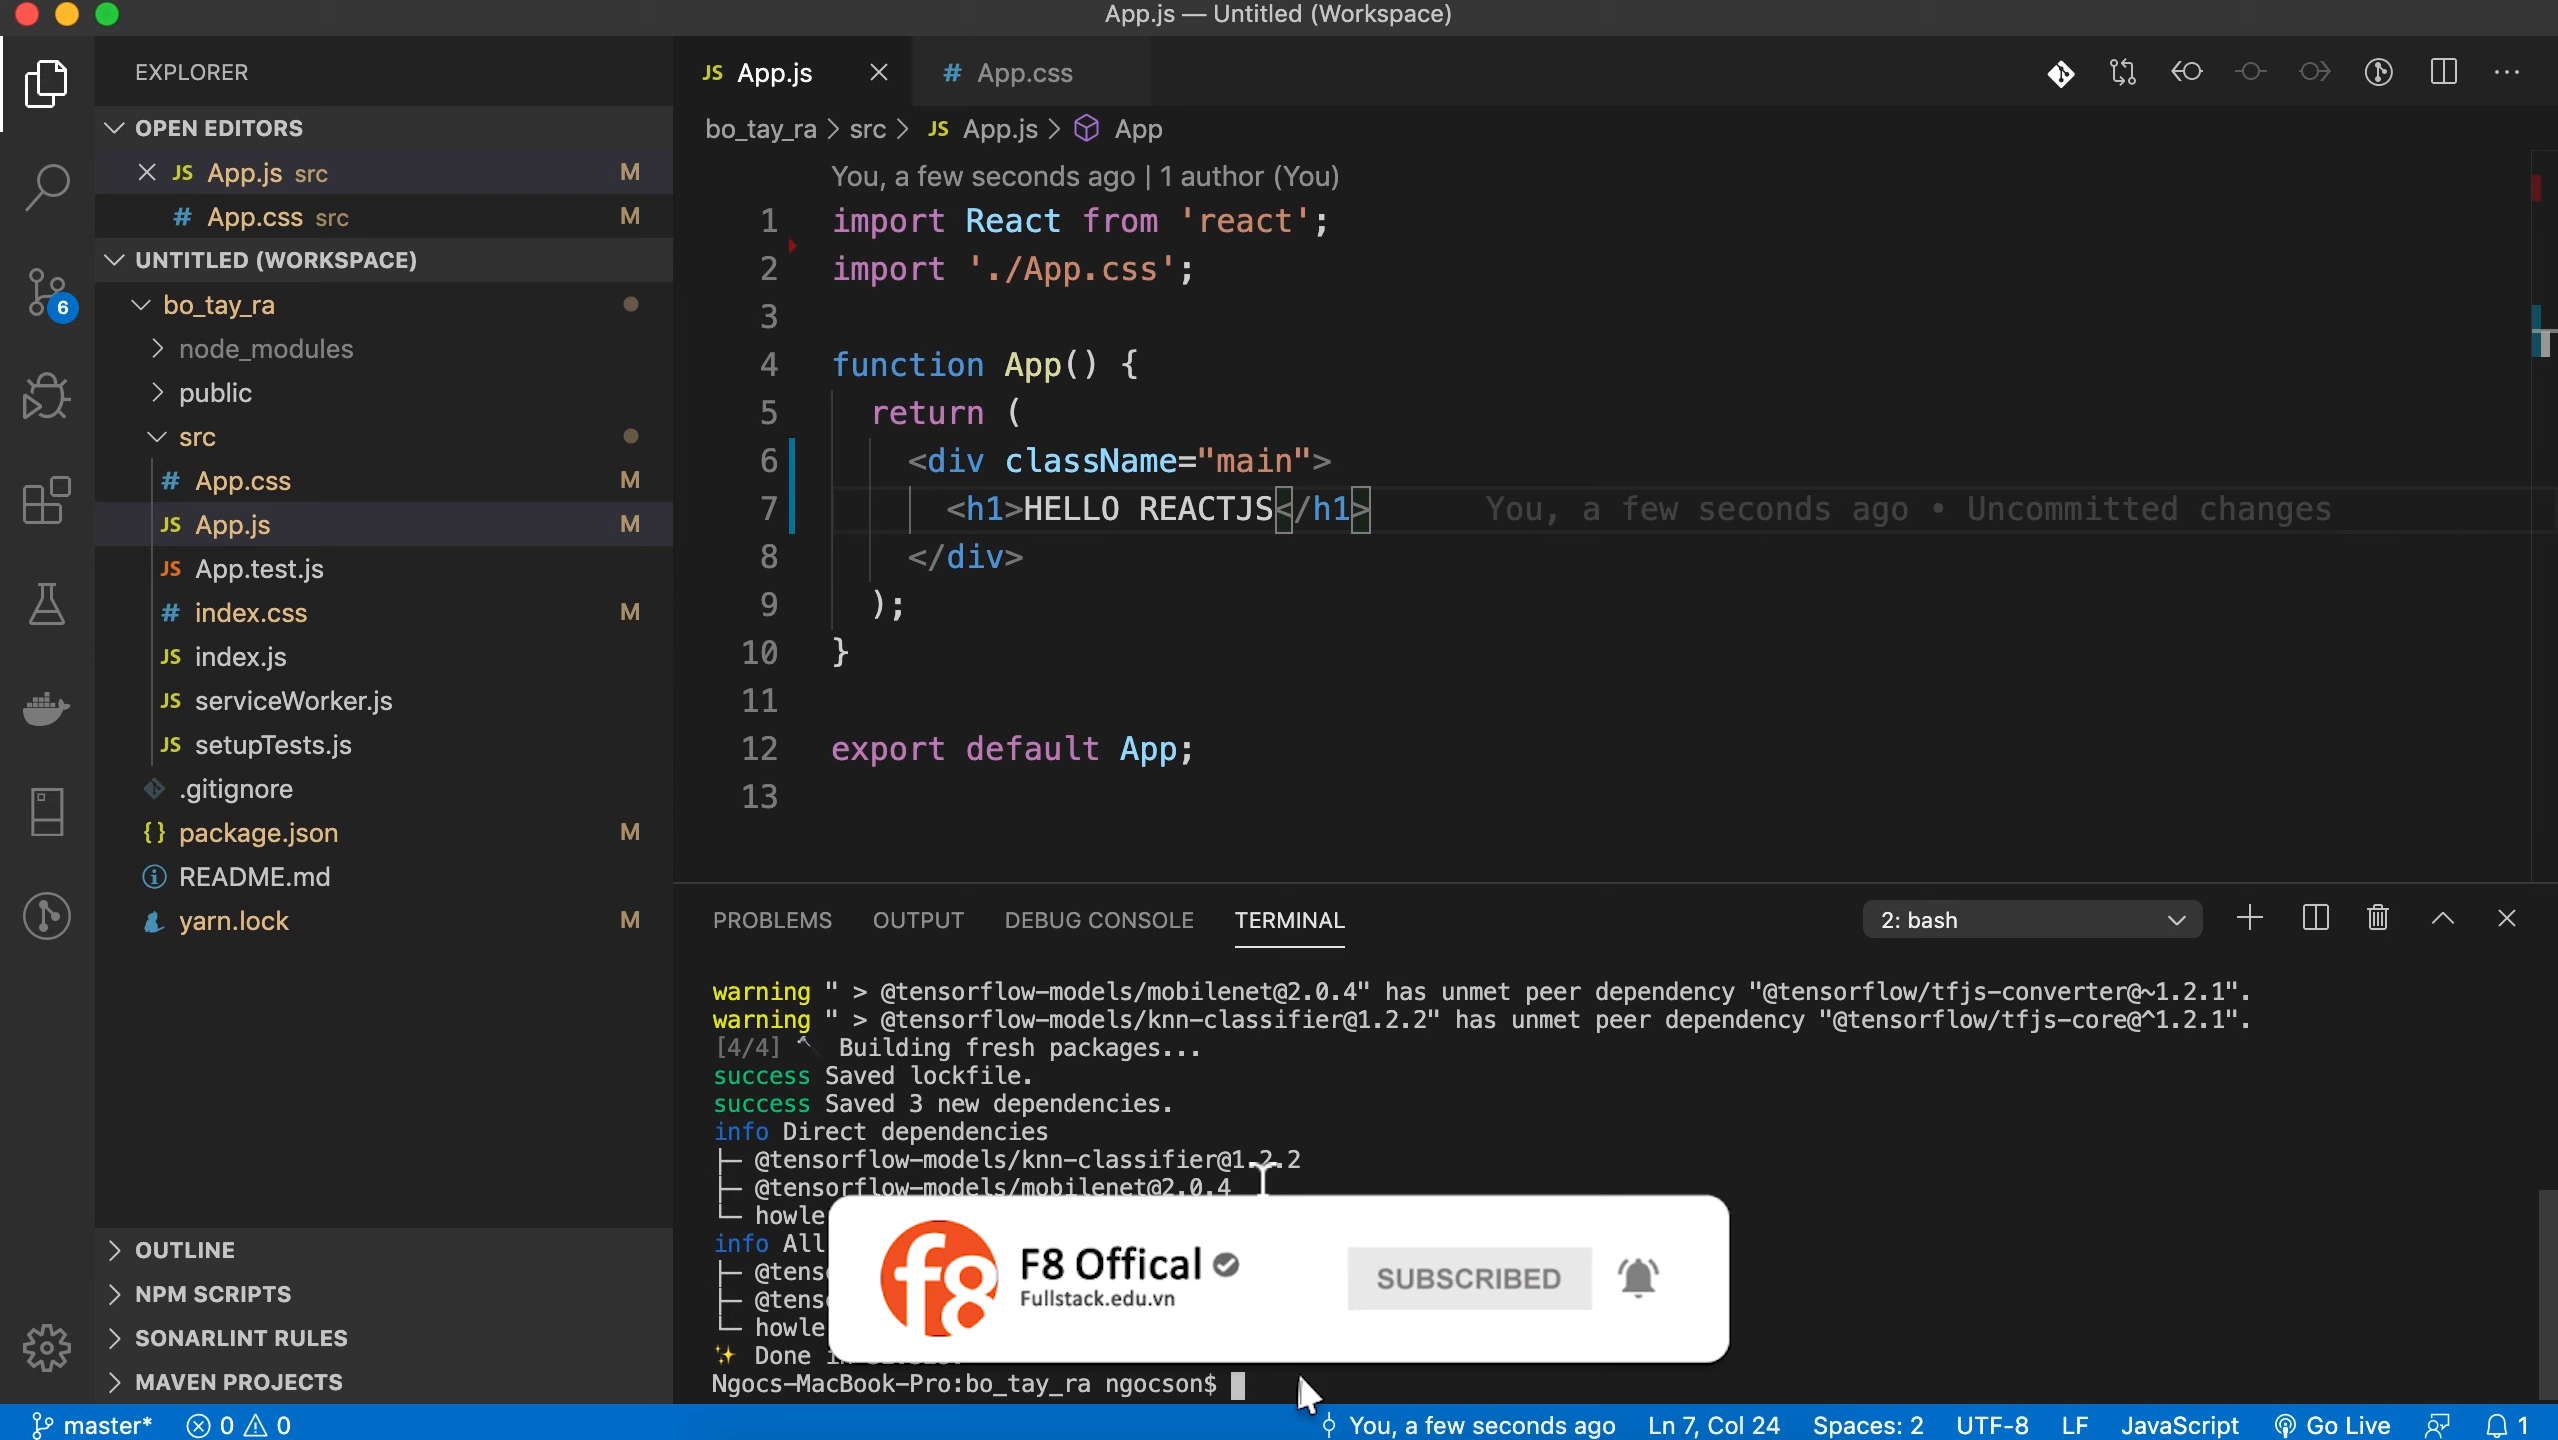 App.js — Untitled (Workspace)
EXPLORER
OPEN EDITORS
JS App.js src M
# App.css src M
UNTITLED (WORKSPACE)
bo_tay_ra
node_modules
public
src
# App.css M
JS App.js M
JS App.test.js
# index.css M
JS index.js
JS serviceWorker.js
JS setupTests.js
.gitignore
{} package.json M
README.md
yarn.lock M
OUTLINE
NPM SCRIPTS
SONARLINT RULES
MAVEN PROJECTS
6
JS App.js
# App.css
bo_tay_ra > src > JS App.js > App
You, a few seconds ago | 1 author (You)
1 import React from 'react';
2 import './App.css';
3
4 function App() {
5 return (
6 <div className="main">
7 <h1>HELLO REACTJS</h1> You, a few seconds ago • Uncommitted changes
8 </div>
9 );
10 }
11
12 export default App;
13
PROBLEMS OUTPUT DEBUG CONSOLE TERMINAL 2: bash
warning " > @tensorflow-models/mobilenet@2.0.4" has unmet peer dependency "@tensorflow/tfjs-converter@~1.2.1".
warning " > @tensorflow-models/knn-classifier@1.2.2" has unmet peer dependency "@tensorflow/tfjs-core@^1.2.1".
[4/4] 🔨 Building fresh packages...
success Saved lockfile.
success Saved 3 new dependencies.
info Direct dependencies
├─ @tensorflow-models/knn-classifier@1.2.2
├─ @tensorflow-models/mobilenet@2.0.4
└─ howle
info All
├─ @tens
├─ @tens
└─ howle
✨ Done
Ngocs-MacBook-Pro:bo_tay_ra ngocson$
f8
F8 Offical
Fullstack.edu.vn
SUBSCRIBED
master* 0 0 You, a few seconds ago Ln 7, Col 24 Spaces: 2 UTF-8 LF JavaScript Go Live 1